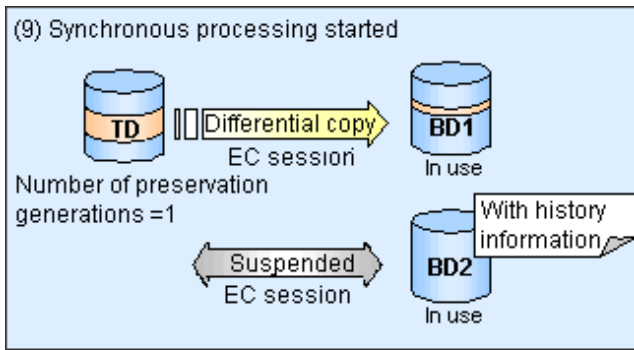 (9) Synchronous processing started
TD
Differential copy
BD1
EC session
In use
Number of preservation
generations =1
With history
information
Suspended
BD2
EC session
In use